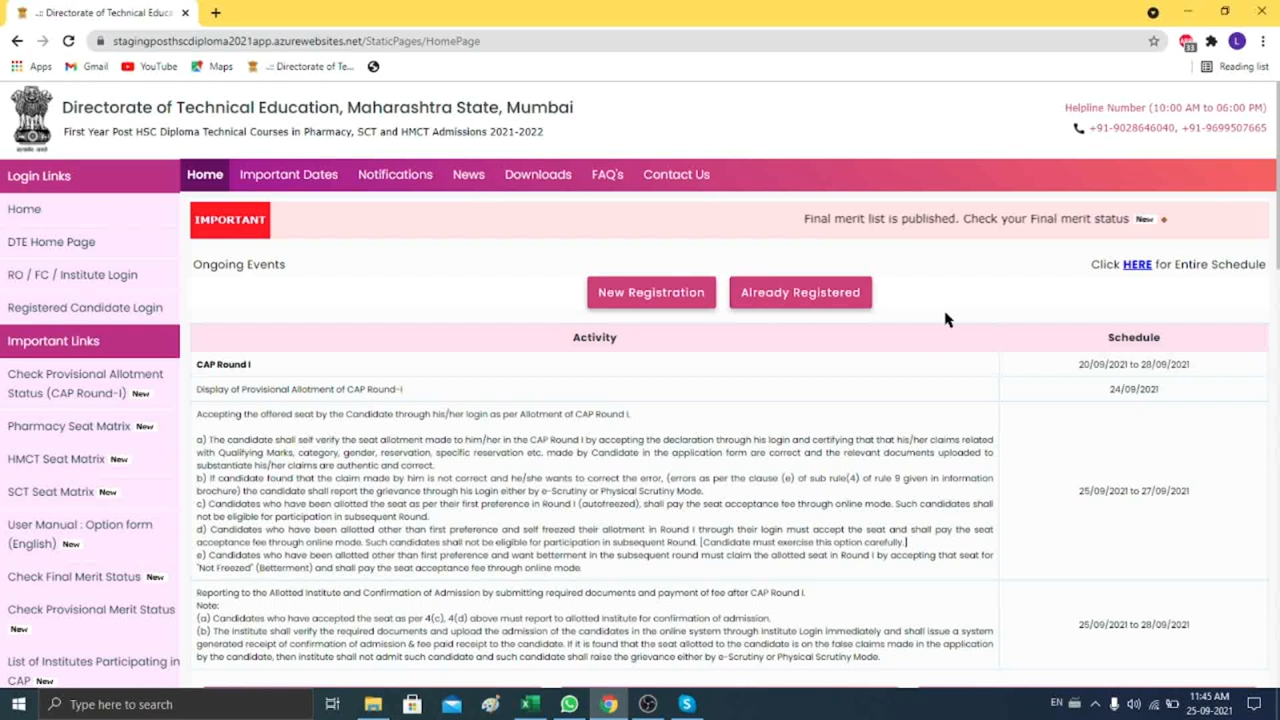 ..:: Directorate of Technical Educa
stagingposthscdiploma2021app.azurewebsites.net/StaticPages/HomePage
33
L
Apps
Gmail
YouTube
Maps
..:: Directorate of Te...
Reading list
Directorate of Technical Education, Maharashtra State, Mumbai
First Year Post HSC Diploma Technical Courses in Pharmacy, SCT and HMCT Admissions 2021-2022
Helpline Number (10:00 AM to 06:00 PM)
+91-9028646040, +91-9699507665
Login Links
Home
DTE Home Page
RO / FC / Institute Login
Registered Candidate Login
Important Links
Check Provisional Allotment
Status (CAP Round-I) New
Pharmacy Seat Matrix New
HMCT Seat Matrix New
SCT Seat Matrix New
User Manual : Option form
(English) New
Check Final Merit Status New
Check Provisional Merit Status
New
List of Institutes Participating in
CAP New
Home Important Dates Notifications News Downloads FAQ's Contact Us
IMPORTANT
Final merit list is published. Check your Final merit status New
Ongoing Events
Click HERE for Entire Schedule
New Registration
Already Registered
Activity
Schedule
CAP Round I
20/09/2021 to 28/09/2021
Display of Provisional Allotment of CAP Round-I
24/09/2021
Accepting the offered seat by the Candidate through his/her login as per Allotment of CAP Round I.
a) The candidate shall self verify the seat allotment made to him/her in the CAP Round I by accepting the declaration through his login and certifying that that his/her claims related
with Qualifying Marks, category, gender, reservation, specific reservation etc. made by Candidate in the application form are correct and the relevant documents uploaded to
substantiate his/her claims are authentic and correct.
b) If candidate found that the claim made by him is not correct and he/she wants to correct the error, (errors as per the clause (e) of sub rule(4) of rule 9 given in information
brochure) the candidate shall report the grievance through his Login either by e-Scrutiny or Physical Scrutiny Mode.
c) Candidates who have been allotted the seat as per their first preference in Round I (autofreezed), shall pay the seat acceptance fee through online mode. Such candidates shall
not be eligible for participation in subsequent Round.
d) Candidates who have been allotted other than first preference and self freezed their allotment in Round I through their login must accept the seat and shall pay the seat
acceptance fee through online mode. Such candidates shall not be eligible for participation in subsequent Round. [Candidate must exercise this option carefully.]
e) Candidates who have been allotted other than first preference and want betterment in the subsequent round must claim the allotted seat in Round I by accepting that seat for
"Not Freezed" (Betterment) and shall pay the seat acceptance fee through online mode.
25/09/2021 to 27/09/2021
Reporting to the Allotted Institute and Confirmation of Admission by submitting required documents and payment of fee after CAP Round I.
Note:
(a) Candidates who have accepted the seat as per 4(c), 4(d) above must report to allotted Institute for confirmation of admission.
(b) The Institute shall verify the required documents and upload the admission of the candidates in the online system through Institute Login immediately and shall issue a system
generated receipt of confirmation of admission & fee paid receipt to the candidate. If it is found that the seat allotted to the candidate is on the false claims made in the application
by the candidate, then institute shall not admit such candidate and such candidate shall raise the grievance either by e-Scrutiny or Physical Scrutiny Mode.
25/09/2021 to 28/09/2021
Type here to search
EN
11:45 AM
25-09-2021